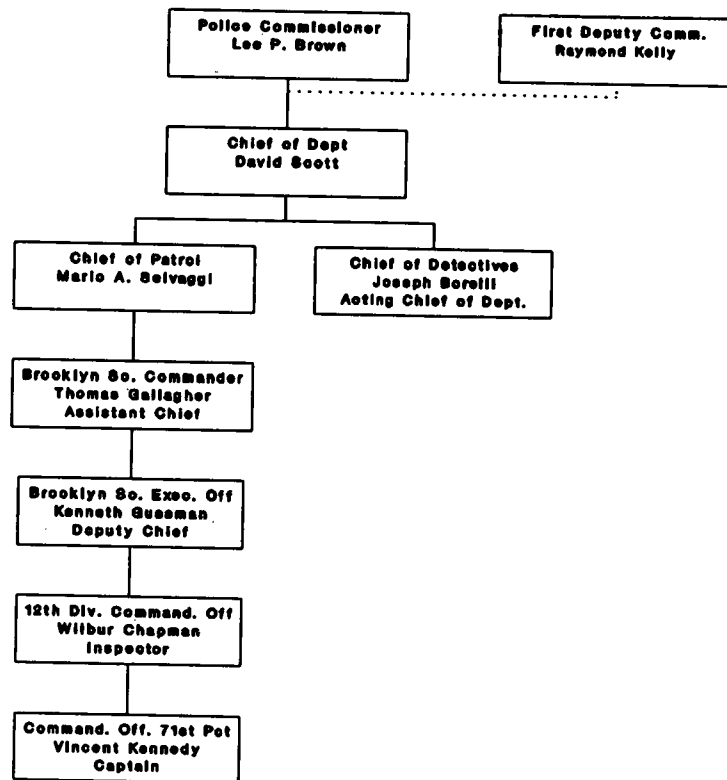 Police Commissioner
Lee P. Brown
First Deputy Comm.
Raymond Kelly
Chief of Dept
David Scott
Chief of Patrol
Mario A. Selvaggi
Chief of Detectives
Joseph Borelli
Acting Chief of Dept.
Brooklyn So. Commander
Thomas Gallagher
Assistant Chief
Brooklyn So. Exec. Off
Kenneth Gussman
Deputy Chief
12th Div. Command. Off
Wilbur Chapman
Inspector
Command. Off. 71st Pct
Vincent Kennedy
Captain